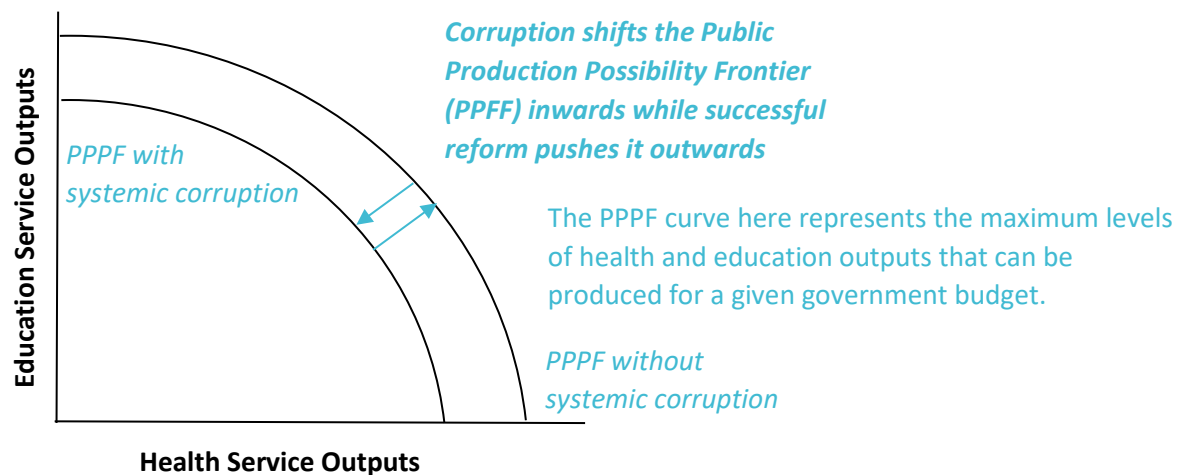 Corruption shifts the Public
Production Possibility Frontier
(PPFF) inwards while successful
reform pushes it outwards
Education Service Outputs
PPPF with
systemic corruption
The PPPF curve here represents the maximum levels
of health and education outputs that can be
produced for a given government budget.
PPPF without
systemic corruption
Health Service Outputs